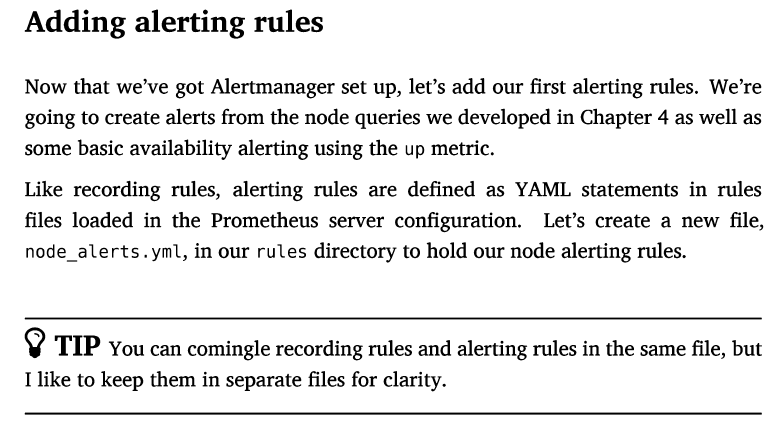 Adding alerting rules
Now that we’ve got Alertmanager set up, let’s add our first alerting rules. We’re
going to create alerts from the node queries we developed in Chapter 4 as well as
some basic availability alerting using the up metric.
Like recording rules, alerting rules are defined as YAML statements in rules
files loaded in the Prometheus server configuration. Let’s create a new file,
node_alerts.yml, in our rules directory to hold our node alerting rules.
TIP You can comingle recording rules and alerting rules in the same file, but
I like to keep them in separate files for clarity.